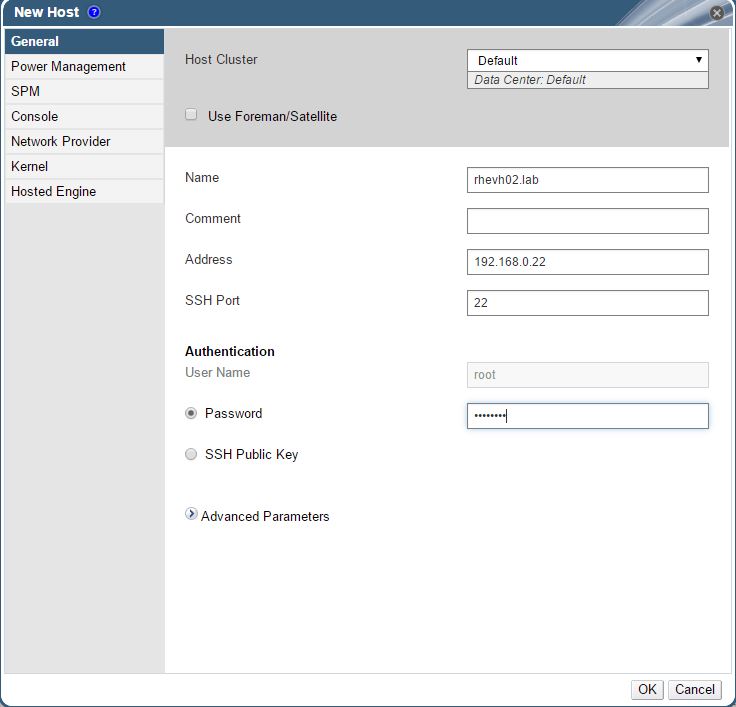 New Host ?
General
Power Management
SPM
Console
Network Provider
Kernel
Hosted Engine
Host Cluster
Default
Data Center: Default
Use Foreman/Satellite
Name
rhevh02.lab
Comment
Address
192.168.0.22
SSH Port
22
Authentication
User Name
root
Password
••••••••
SSH Public Key
Advanced Parameters
OK Cancel